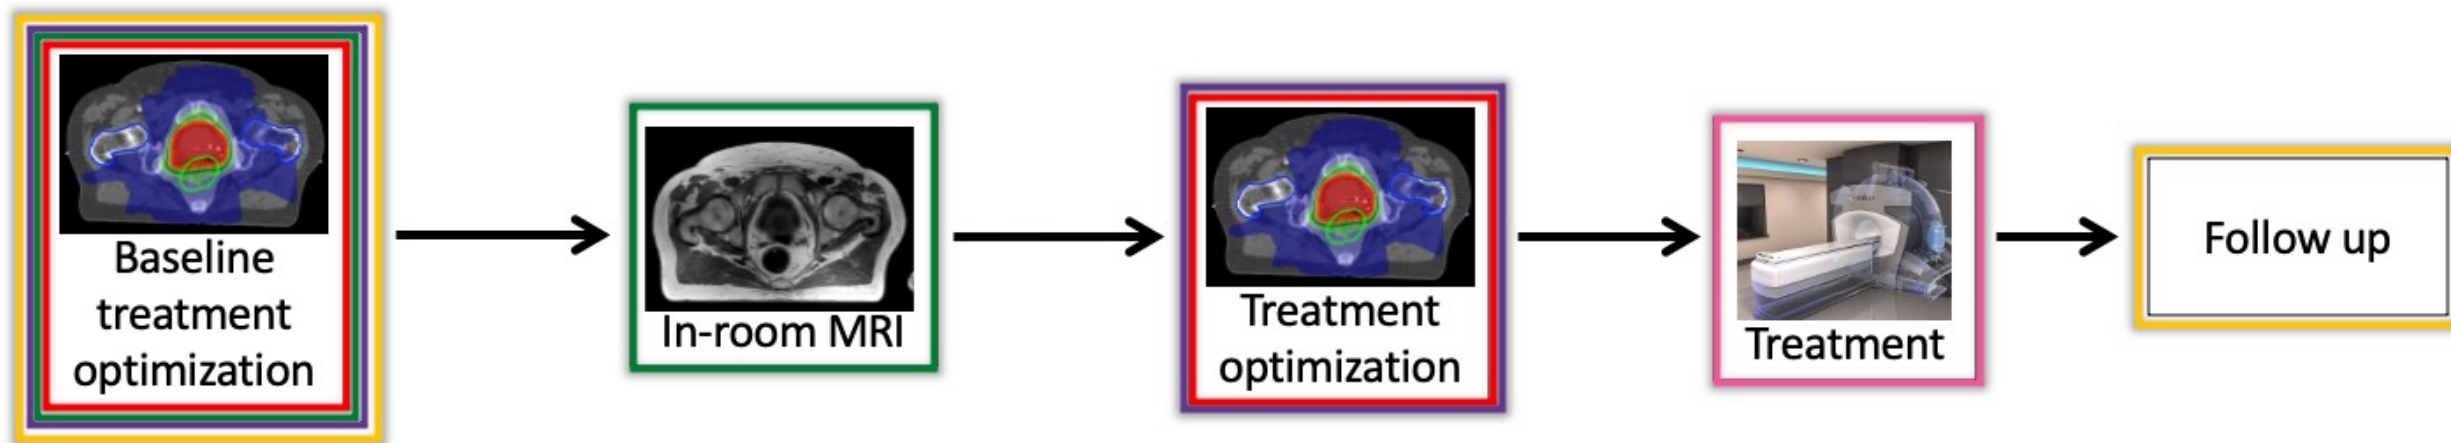 Baseline
treatment
optimization
In-room MRI
Treatment
optimization
Treatment
Follow up